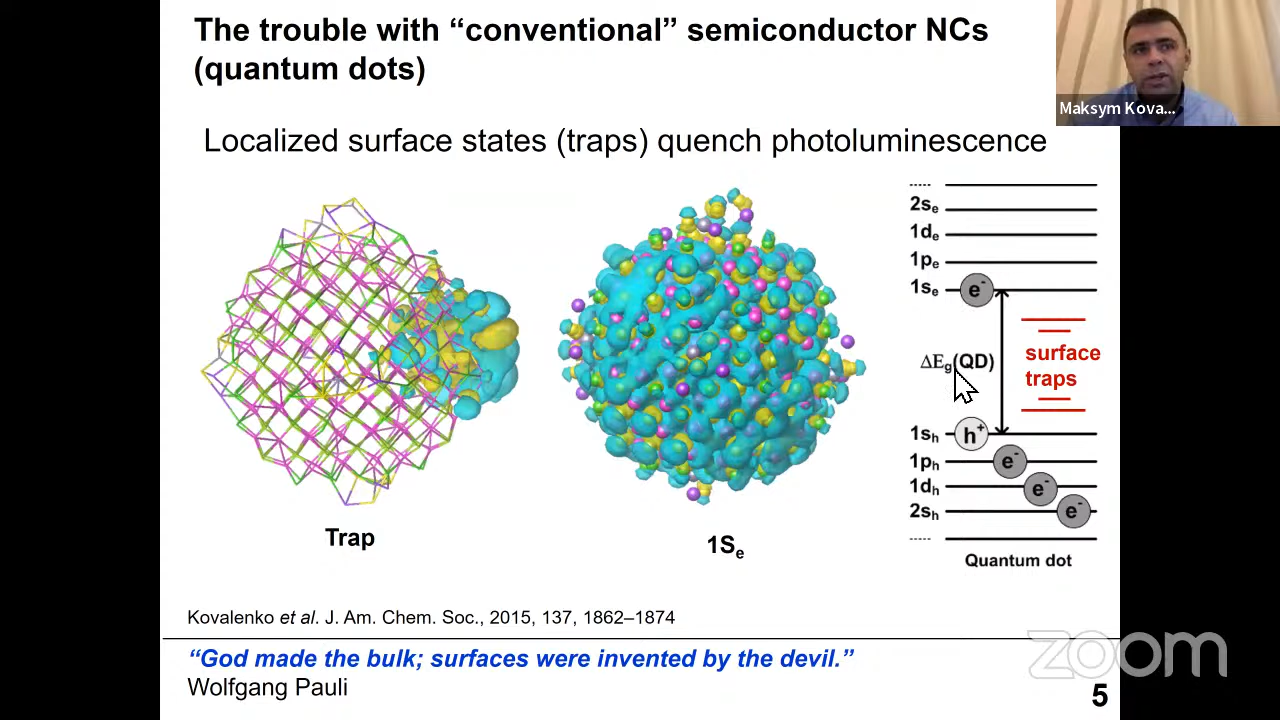 The trouble with “conventional” semiconductor NCs
(quantum dots)
Maksym Kova...
Localized surface states (traps) quench photoluminescence
2sₑ
1dₑ
1pₑ
1sₑ
e⁻
surface
traps
ΔE_g(QD)
1sₕ
h⁺
1pₕ
e⁻
1dₕ
e⁻
2sₕ
e⁻
Quantum dot
Trap
1Sₑ
Kovalenko et al. J. Am. Chem. Soc., 2015, 137, 1862–1874
“God made the bulk; surfaces were invented by the devil.”
Wolfgang Pauli
zoom
5